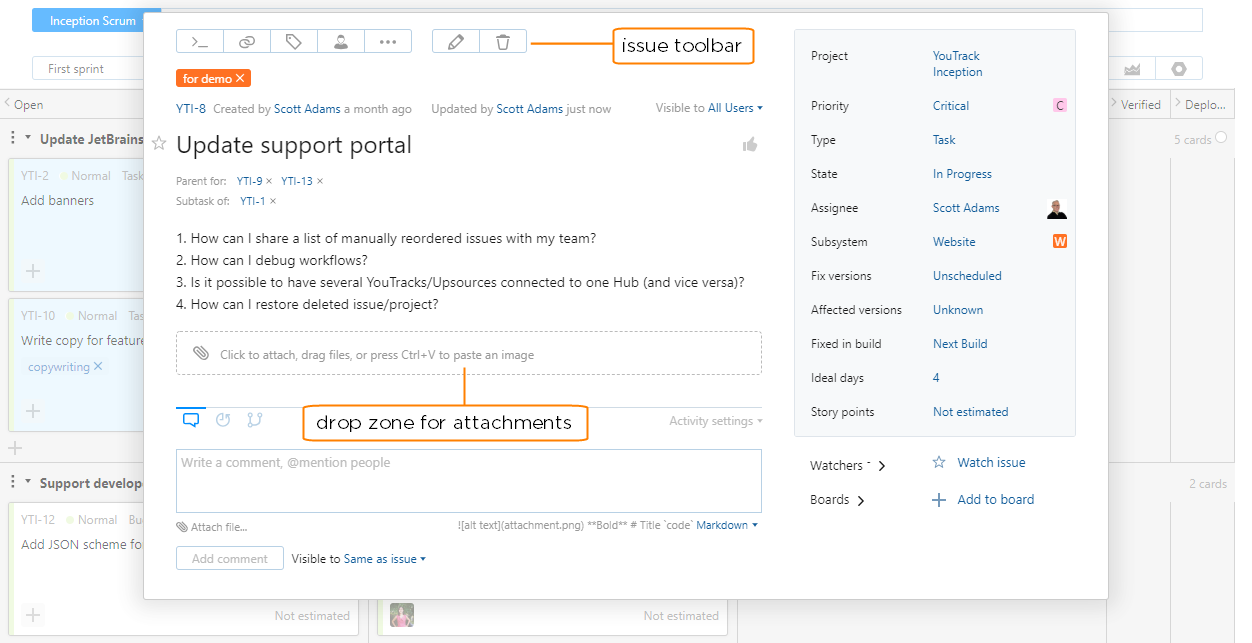 Inception Scrum
First sprint
Open
Verified
Deplo...
Update JetBrains
5 cards
YTI-2 Normal Task
Add banners
YTI-10 Normal Tas
Write copy for feature
copywriting
Support develop
2 cards
YTI-12 Normal Bu
Add JSON scheme fo
Not estimated
Not estimated
issue toolbar
for demo
YTI-8 Created by Scott Adams a month ago Updated by Scott Adams just now Visible to All Users
Update support portal
Parent for: YTI-9 × YTI-13 ×
Subtask of: YTI-1 ×
1. How can I share a list of manually reordered issues with my team?
2. How can I debug workflows?
3. Is it possible to have several YouTracks/Upsources connected to one Hub (and vice versa)?
4. How can I restore deleted issue/project?
Click to attach, drag files, or press Ctrl+V to paste an image
drop zone for attachments
Activity settings
Write a comment, @mention people
Attach file...
![alt text](attachment.png) **Bold** # Title `code` Markdown
Add comment Visible to Same as issue
Project YouTrack
Inception
Priority Critical C
Type Task
State In Progress
Assignee Scott Adams
Subsystem Website W
Fix versions Unscheduled
Affected versions Unknown
Fixed in build Next Build
Ideal days 4
Story points Not estimated
Watchers - Watch issue
Boards Add to board